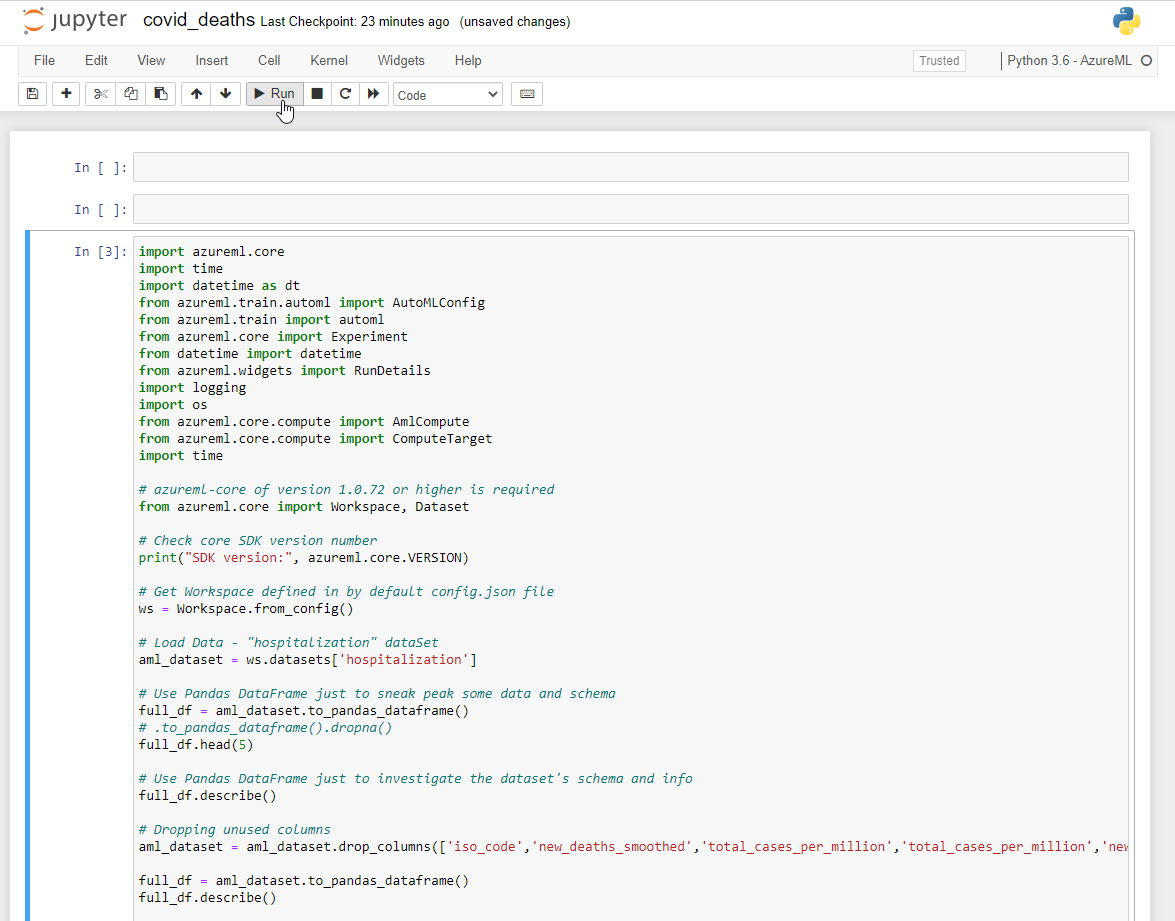 jupyter covid_deaths Last Checkpoint: 23 minutes ago (unsaved changes)
File Edit View Insert Cell Kernel Widgets Help Trusted Python 3.6 - AzureML
Run Code
In [ ]:
In [ ]:
In [3]: import azureml.core
import time
import datetime as dt
from azureml.train.automl import AutoMLConfig
from azureml.train import automl
from azureml.core import Experiment
from datetime import datetime
from azureml.widgets import RunDetails
import logging
import os
from azureml.core.compute import AmlCompute
from azureml.core.compute import ComputeTarget
import time
# azureml-core of version 1.0.72 or higher is required
from azureml.core import Workspace, Dataset
# Check core SDK version number
print("SDK version:", azureml.core.VERSION)
# Get Workspace defined in by default config.json file
ws = Workspace.from_config()
# Load Data - "hospitalization" dataSet
aml_dataset = ws.datasets['hospitalization']
# Use Pandas DataFrame just to sneak peak some data and schema
full_df = aml_dataset.to_pandas_dataframe()
# .to_pandas_dataframe().dropna()
full_df.head(5)
# Use Pandas DataFrame just to investigate the dataset's schema and info
full_df.describe()
# Dropping unused columns
aml_dataset = aml_dataset.drop_columns(['iso_code','new_deaths_smoothed','total_cases_per_million','total_cases_per_million','new
full_df = aml_dataset.to_pandas_dataframe()
full_df.describe()